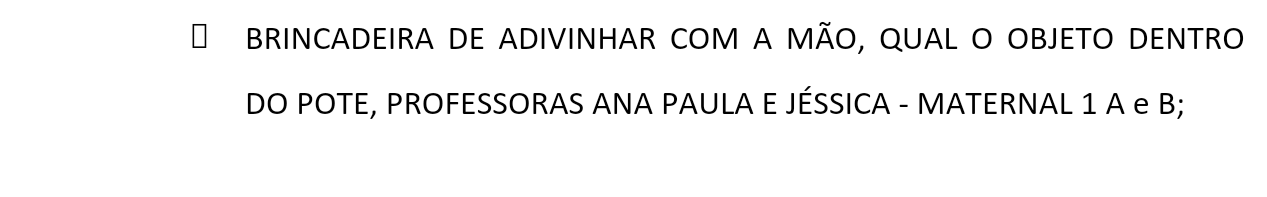 BRINCADEIRA DE ADIVINHAR COM A MÃO, QUAL O OBJETO DENTRO
DO POTE, PROFESSORAS ANA PAULA E JÉSSICA - MATERNAL 1 A e B;